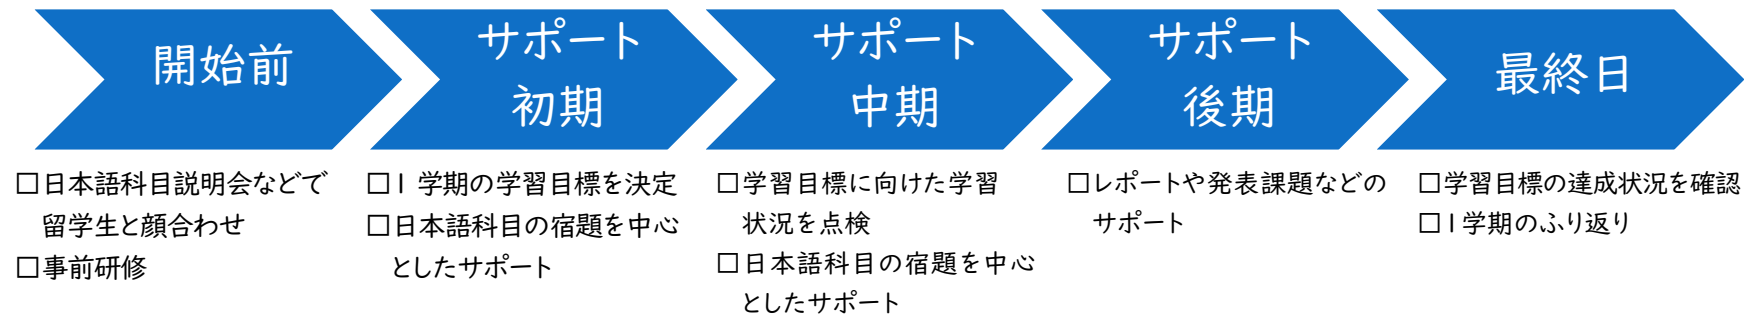 開始前
□日本語科目説明会などで
留学生と顔合わせ
□事前研修
サポート
初期
□1 学期の学習目標を決定
□日本語科目の宿題を中心
としたサポート
サポート
中期
□学習目標に向けた学習
状況を点検
□日本語科目の宿題を中心
としたサポート
サポート
後期
□レポートや発表課題などの
サポート
最終日
□学習目標の達成状況を確認
□1学期のふり返り